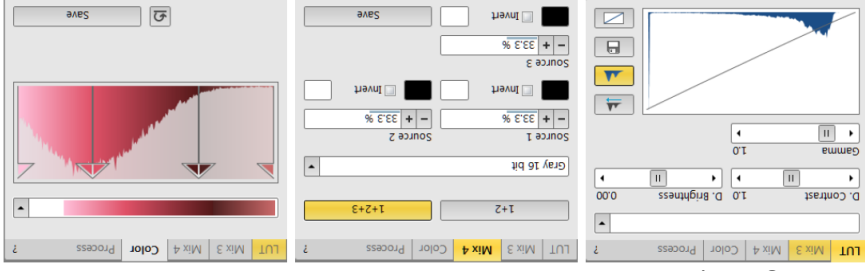 LUT Mix 3 Mix 4 Color Process ?
D. Contrast 1.0 D. Brightness 0.00
Gamma 1.0
LUT Mix 3 Mix 4 Color Process ?
1+2 1+2+3
Gray 16 bit
Source 1 Source 2
− + 33.3 % − + 33.3 %
Invert Invert
Source 3
− + 33.3 %
Invert Save
LUT Mix 3 Mix 4 Color Process ?
Save